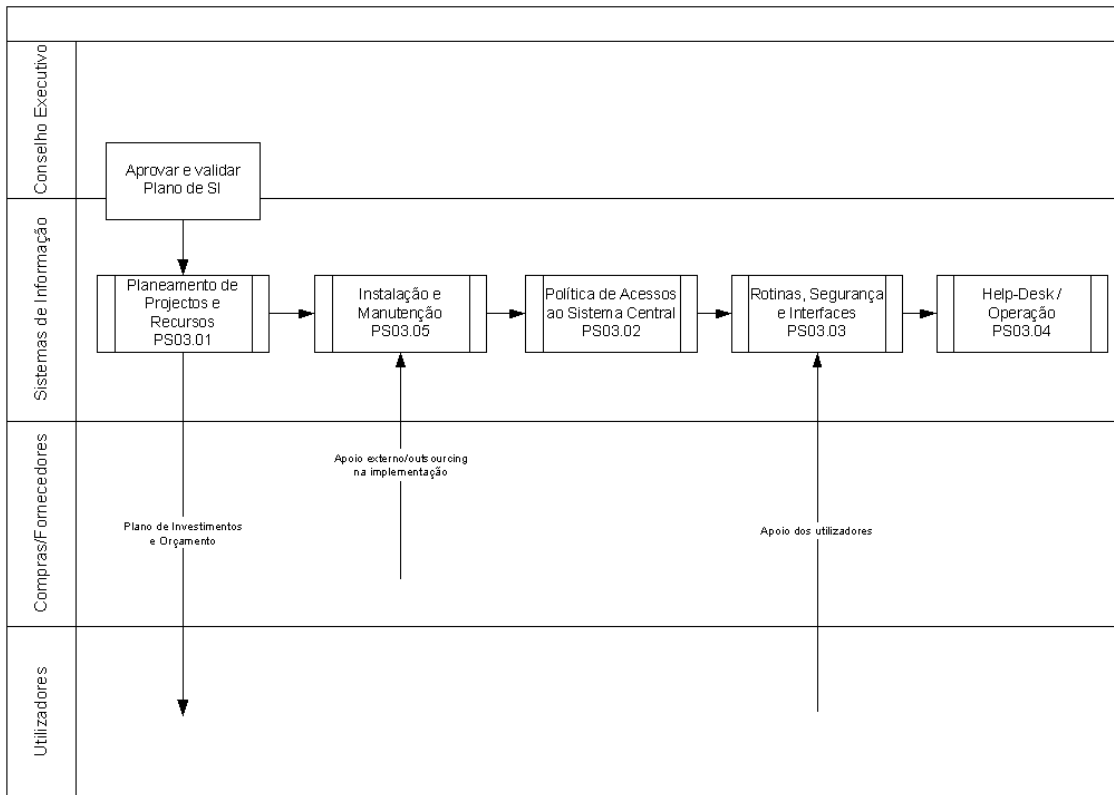 Conselho Executivo
Aprovar e validar
Plano de SI
Sistemas de Informação
Planeamento de
Projectos e
Recursos
PS03.01
Instalação e
Manutenção
PS03.05
Política de Acessos
ao Sistema Central
PS03.02
Rotinas, Segurança
e Interfaces
PS03.03
Help-Desk /
Operação
PS03.04
Compras/Fornecedores
Apoio externo/outsourcing
na implementação
Plano de Investimentos
e Orçamento
Apoio dos utilizadores
Utilizadores